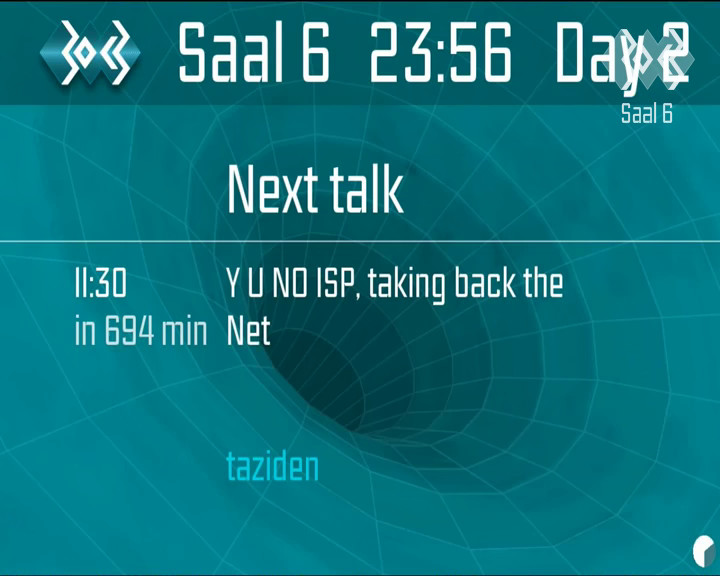 Saal 6 23:56 Day 2
Saal 6
Next talk
11:30
Y U NO ISP, taking back the
in 694 min
Net
taziden